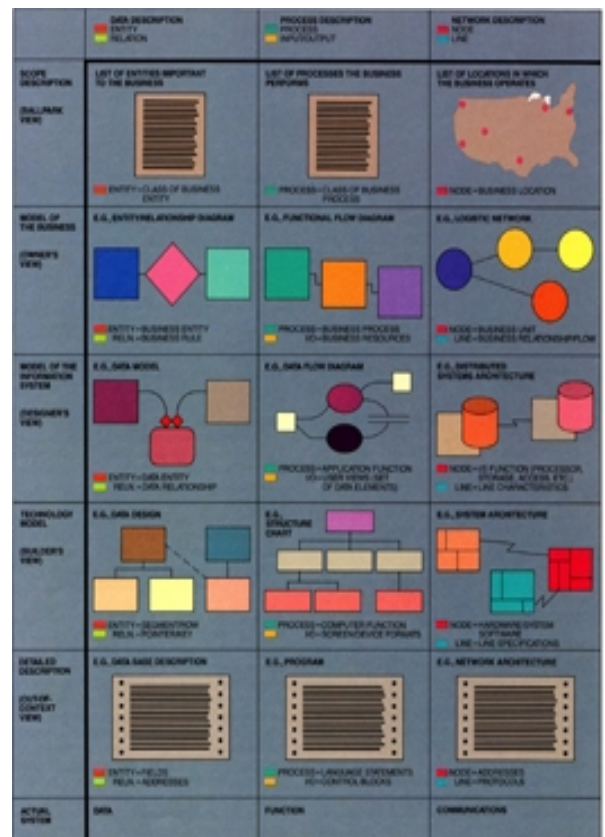 DATA DESCRIPTION
ENTITY
RELATION
PROCESS DESCRIPTION
PROCESS
INPUT/OUTPUT
NETWORK DESCRIPTION
NODE
LINE
SCOPE
DESCRIPTION
(BALLPARK
VIEW)
LIST OF ENTITIES IMPORTANT
TO THE BUSINESS
ENTITY=CLASS OF BUSINESS
ENTITY
LIST OF PROCESSES THE BUSINESS
PERFORMS
PROCESS=CLASS OF BUSINESS
PROCESS
LIST OF LOCATIONS IN WHICH
THE BUSINESS OPERATES
NODE=BUSINESS LOCATION
MODEL OF
THE BUSINESS
(OWNER'S
VIEW)
E.G., ENTITY/RELATIONSHIP DIAGRAM
ENTITY=BUSINESS ENTITY
RELN.=BUSINESS RULE
E.G., FUNCTIONAL FLOW DIAGRAM
PROCESS=BUSINESS PROCESS
I/O=BUSINESS RESOURCES
E.G., LOGISTIC NETWORK
NODE=BUSINESS UNIT
LINE=BUSINESS RELATIONSHIP/FLOW
MODEL OF THE
INFORMATION
SYSTEM
(DESIGNER'S
VIEW)
E.G., DATA MODEL
ENTITY=DATA ENTITY
RELN.=DATA RELATIONSHIP
E.G., DATA FLOW DIAGRAM
PROCESS=APPLICATION FUNCTION
I/O=USER VIEWS (SET
OF DATA ELEMENTS)
E.G., DISTRIBUTED
SYSTEMS ARCHITECTURE
NODE=I/S FUNCTION (PROCESSOR,
STORAGE, ACCESS, ETC.)
LINE=LINE CHARACTERISTICS
TECHNOLOGY
MODEL
(BUILDER'S
VIEW)
E.G., DATA DESIGN
ENTITY=SEGMENT/ROW
RELN.=POINTER/KEY
E.G.,
STRUCTURE
CHART
PROCESS=COMPUTER FUNCTION
I/O=SCREEN/DEVICE FORMATS
E.G., SYSTEM ARCHITECTURE
NODE=HARDWARE/SYSTEM
SOFTWARE
LINE=LINE SPECIFICATIONS
DETAILED
DESCRIPTION
(OUT-OF-
CONTEXT
VIEW)
E.G., DATA BASE DESCRIPTION
ENTITY=FIELDS
RELN.=ADDRESSES
E.G., PROGRAM
PROCESS=LANGUAGE STATEMENTS
I/O=CONTROL BLOCKS
E.G., NETWORK ARCHITECTURE
NODE=ADDRESSES
LINE=PROTOCOLS
ACTUAL
SYSTEM
DATA
FUNCTION
COMMUNICATIONS